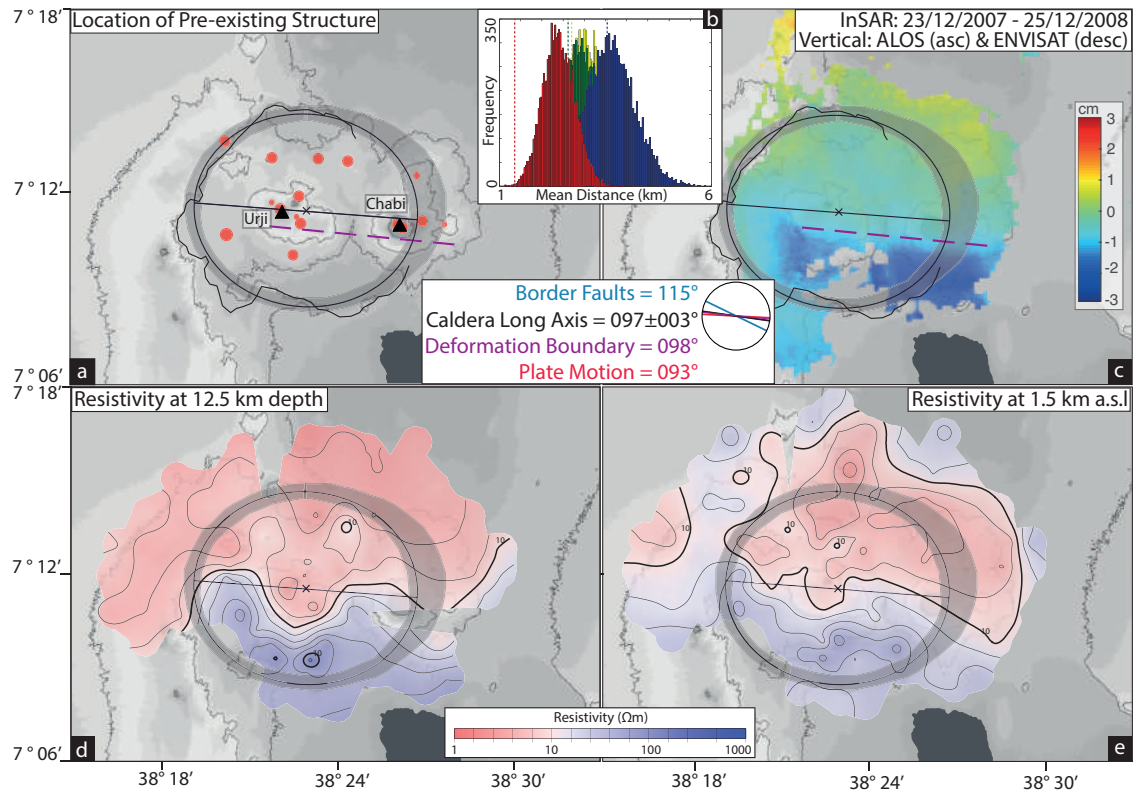 7° 18’
Location of Pre-existing Structure
350
b
Frequency
0
1
Mean Distance (km)
6
InSAR: 23/12/2007 - 25/12/2008
Vertical: ALOS (asc) & ENVISAT (desc)
cm
3
2
1
0
-1
-2
-3
7° 12’
Urji
Chabi
Border Faults = 115°
Caldera Long Axis = 097±003°
Deformation Boundary = 098°
Plate Motion = 093°
a
c
7° 06’
7° 18’
Resistivity at 12.5 km depth
Resistivity at 1.5 km a.s.l
10
10
10
10
10
10
10
7° 12’
10
10
Resistivity (Ωm)
1
10
100
1000
d
e
7° 06’
38° 18’
38° 24’
38° 30’
38° 18’
38° 24’
38° 30’